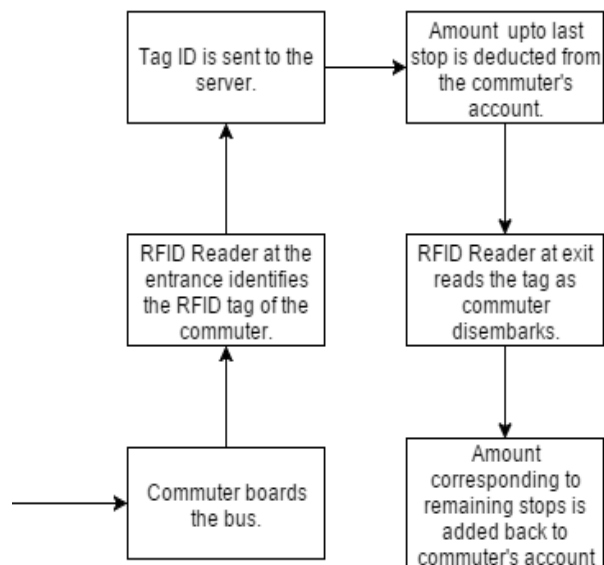 Tag ID is sent to the
server.
Amount upto last
stop is deducted from
the commuter's
account.
RFID Reader at the
entrance identifies
the RFID tag of the
commuter.
RFID Reader at exit
reads the tag as
commuter
disembarks.
Commuter boards
the bus.
Amount
corresponding to
remaining stops is
added back to
commuter's account